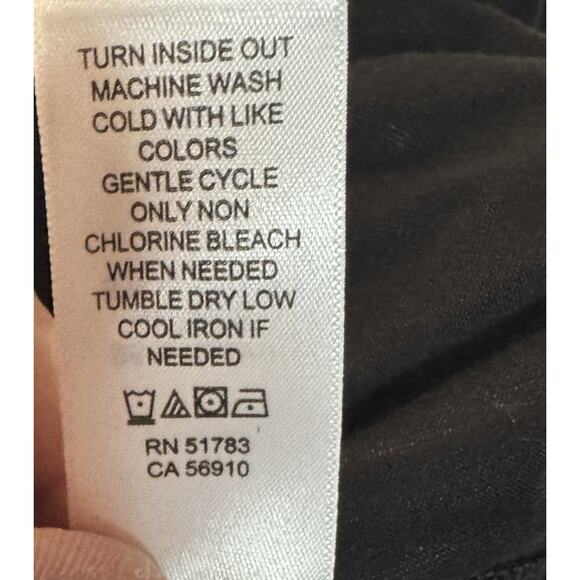 TURN INSIDE OUT
MACHINE WASH
COLD WITH LIKE
COLORS
GENTLE CYCLE
ONLY NON
CHLORINE BLEACH
WHEN NEEDED
TUMBLE DRY LOW
COOL IRON IF
NEEDED
RN 51783
CA 56910